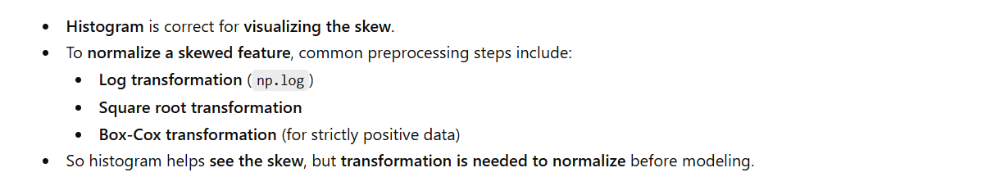 • Histogram is correct for visualizing the skew.
• To normalize a skewed feature, common preprocessing steps include:
• Log transformation (np.log)
• Square root transformation
• Box-Cox transformation (for strictly positive data)
• So histogram helps see the skew, but transformation is needed to normalize before modeling.